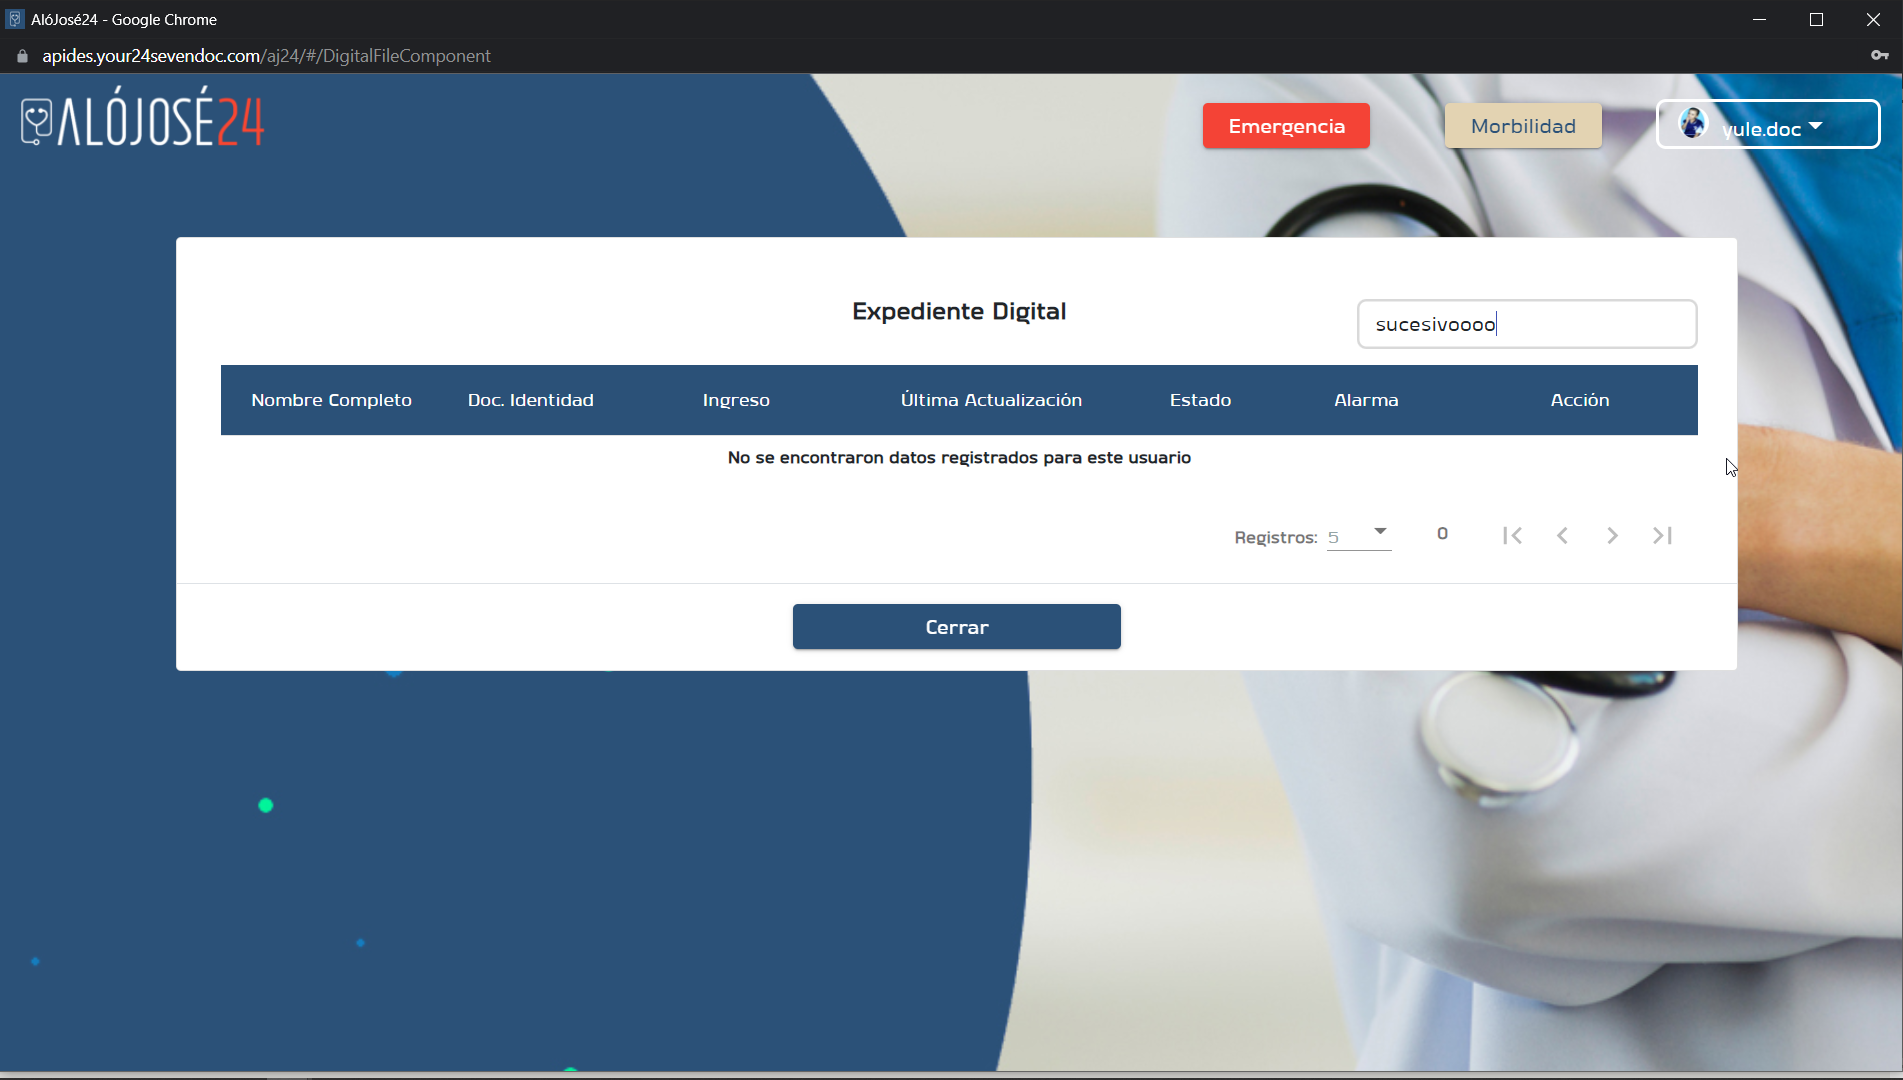 AlóJosé24 - Google Chrome
apides.your24sevendoc.com/aj24/#/DigitalFileComponent
ALÓJOSÉ24
Emergencia
Morbilidad
yule.doc
Expediente Digital
sucesivoooo
Nombre Completo Doc. Identidad Ingreso Última Actualización Estado Alarma Acción
No se encontraron datos registrados para este usuario
Registros: 5 0
Cerrar